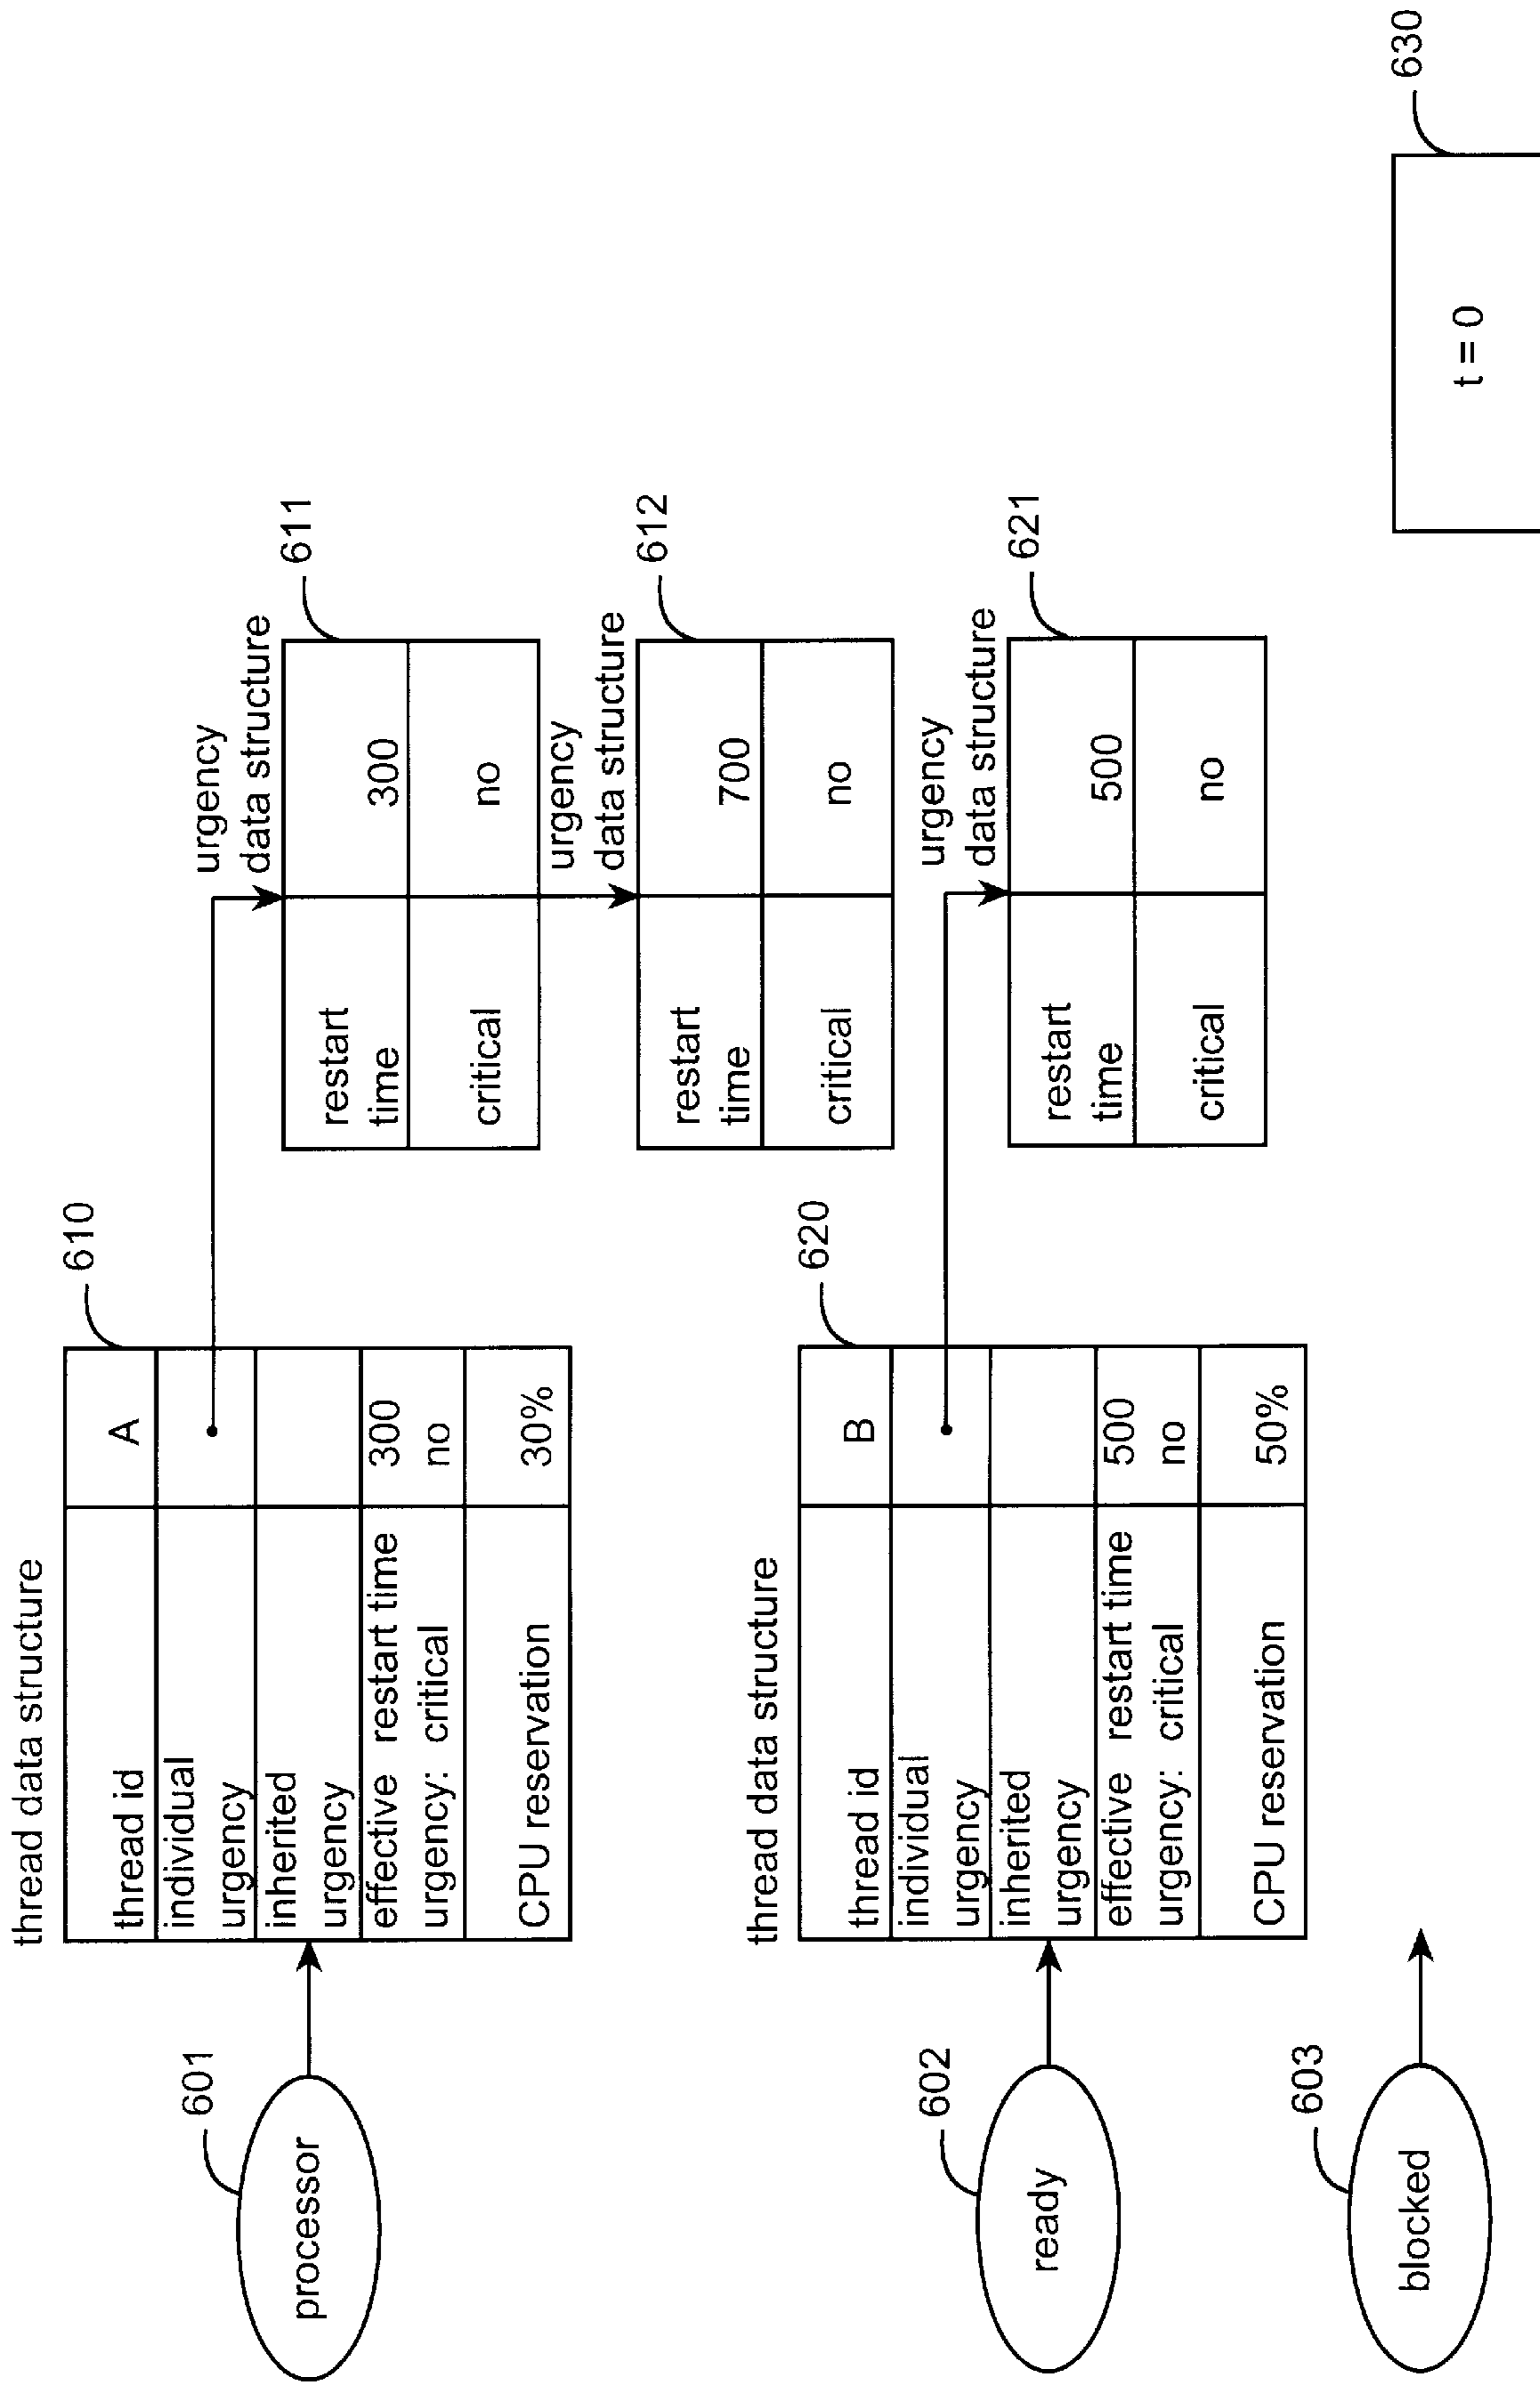 thread data structure
610
thread id A
individual
urgency
inherited
urgency
effective restart time 300
urgency: critical no
CPU reservation 30%
601
processor
urgency
data structure
611
restart
time 300
critical no
urgency
data structure
612
restart
time 700
critical no
thread data structure
620
thread id B
individual
urgency
inherited
urgency
effective restart time 500
urgency: critical no
CPU reservation 50%
602
ready
urgency
data structure
621
restart
time 500
critical no
603
blocked
630
t = 0